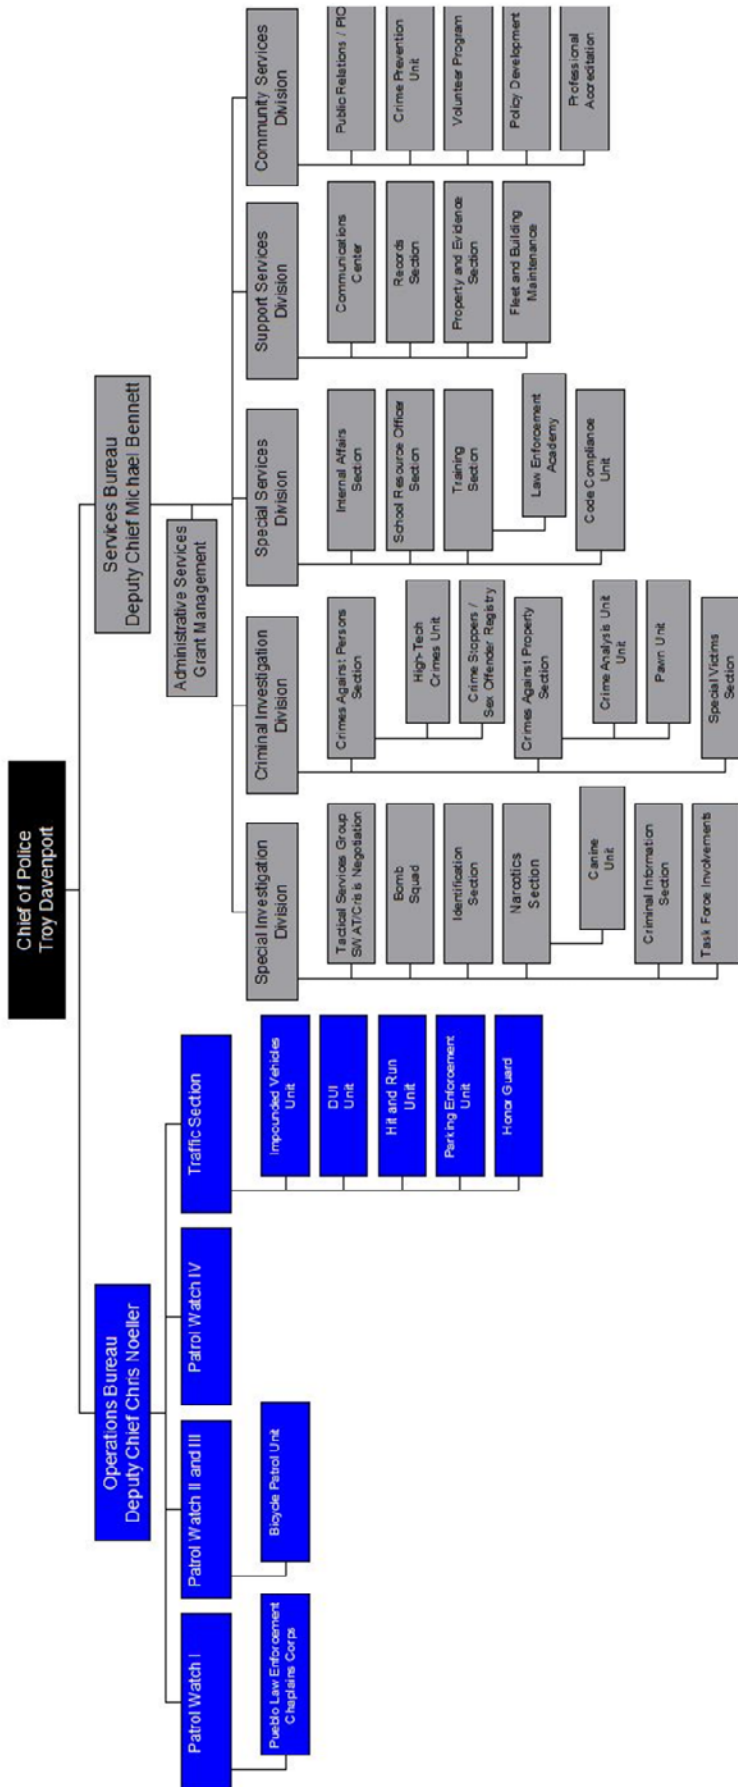 Chief of Police
Troy Davenport
Operations Bureau
Deputy Chief Chris Noeller
Services Bureau
Deputy Chief Michael Bennett
Administrative Services
Grant Management
Patrol Watch I
Pueblo Law Enforcement
Chaplains Corps
Patrol Watch II and III
Bicycle Patrol Unit
Patrol Watch IV
Traffic Section
Impounded Vehicles
Unit
DUI
Unit
Hit and Run
Unit
Parking Enforcement
Unit
Honor Guard
Special Investigation
Division
Tactical Services Group
SWAT/Crisis Negotiation
Bomb
Squad
Identification
Section
Narcotics
Section
Canine
Unit
Criminal Information
Section
Task Force Involvements
Criminal Investigation
Division
Crimes Against Persons
Section
High-Tech
Crimes Unit
Crime Stoppers /
Sex Offender Registry
Crimes Against Property
Section
Crime Analysis Unit
Unit
Pawn Unit
Special Victims
Section
Special Services
Division
Internal Affairs
Section
School Resource Officer
Section
Training
Section
Law Enforcement
Academy
Code Compliance
Unit
Support Services
Division
Communications
Center
Records
Section
Property and Evidence
Section
Fleet and Building
Maintenance
Community Services
Division
Public Relations / PIO
Crime Prevention
Unit
Volunteer Program
Policy Development
Professional
Accreditation